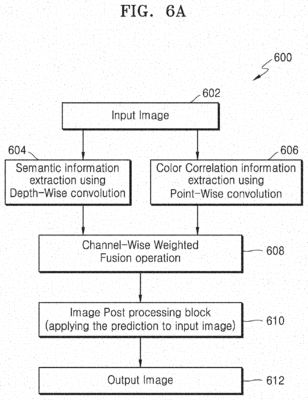 FIG. 6A
600
602
Input Image
604
606
Semantic information
extraction using
Depth-Wise convolution
Color Correlation information
extraction using
Point-Wise convolution
Channel-Wise Weighted
Fusion operation
608
Image Post processing block
(applying the prediction to input image)
610
Output Image
612